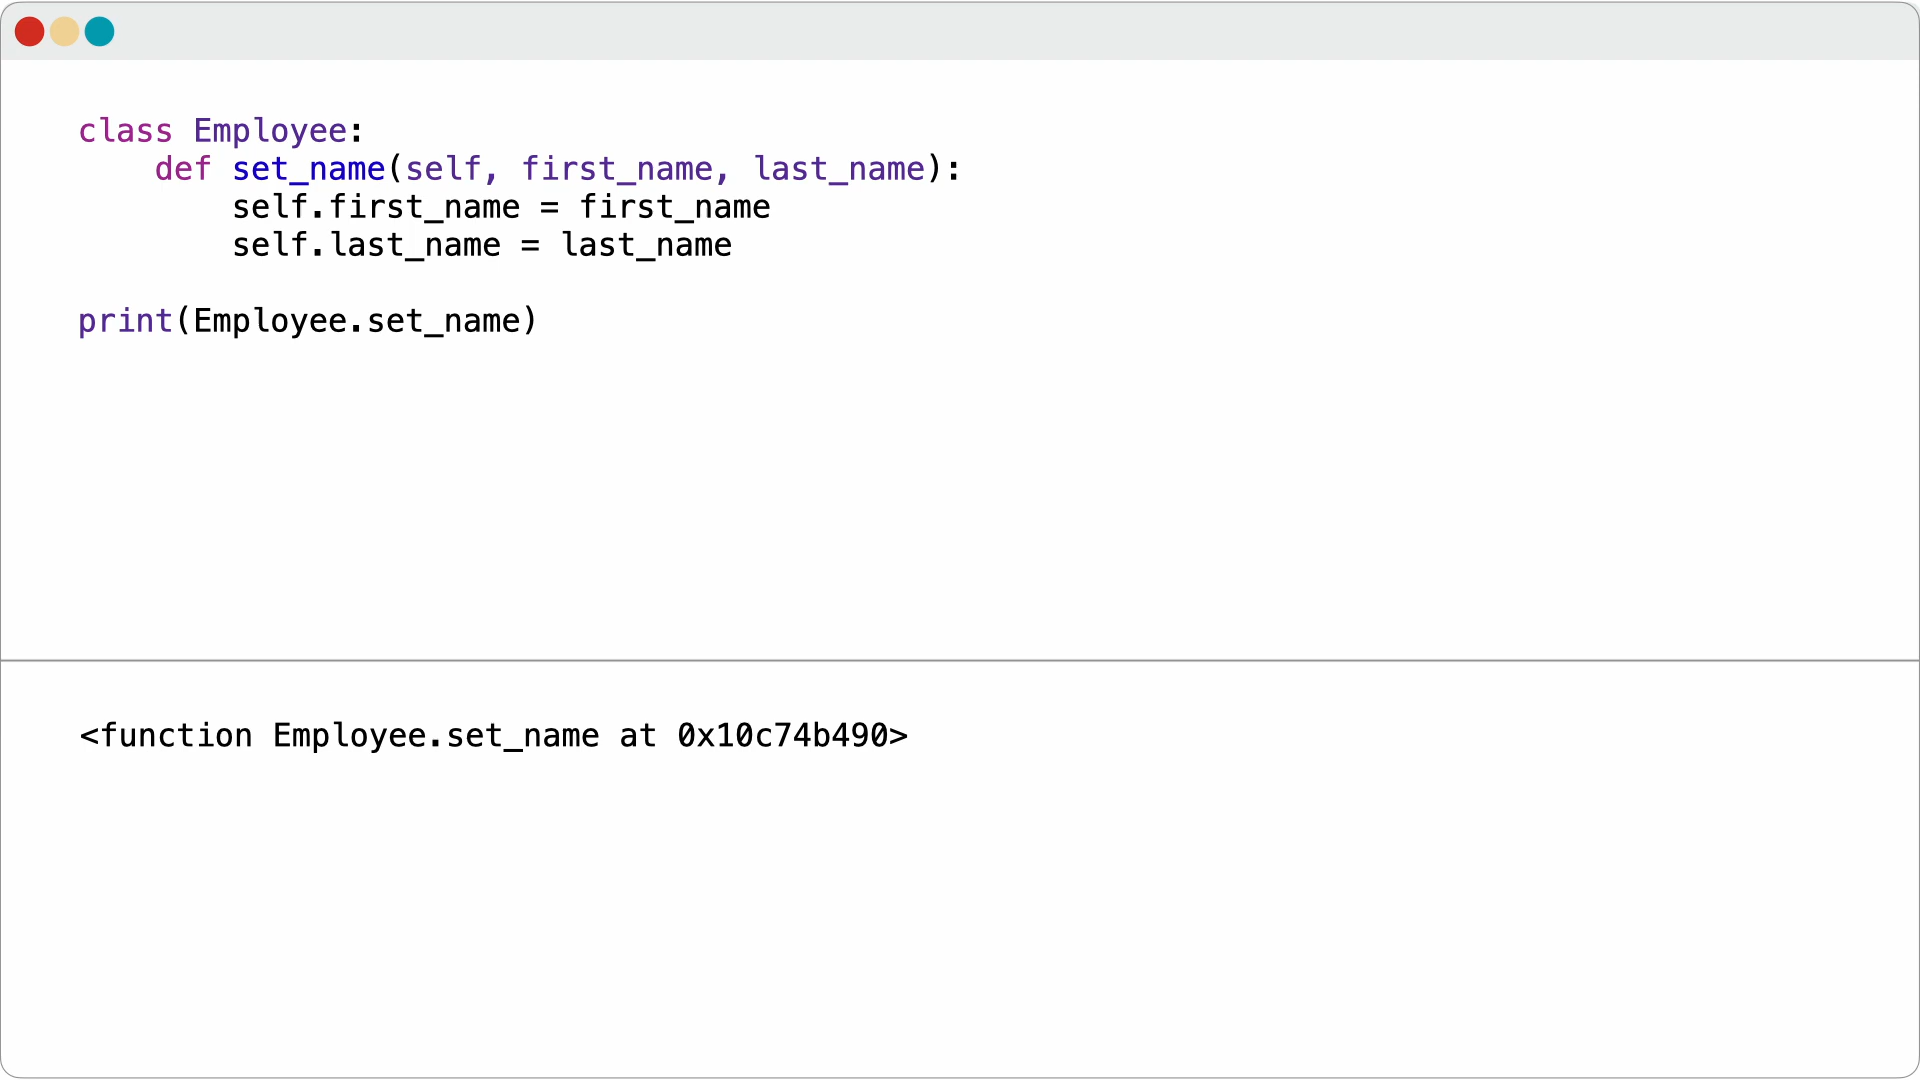 class Employee:
    def set_name(self, first_name, last_name):
        self.first_name = first_name
        self.last_name = last_name
print(Employee.set_name)
<function Employee.set_name at 0x10c74b490>